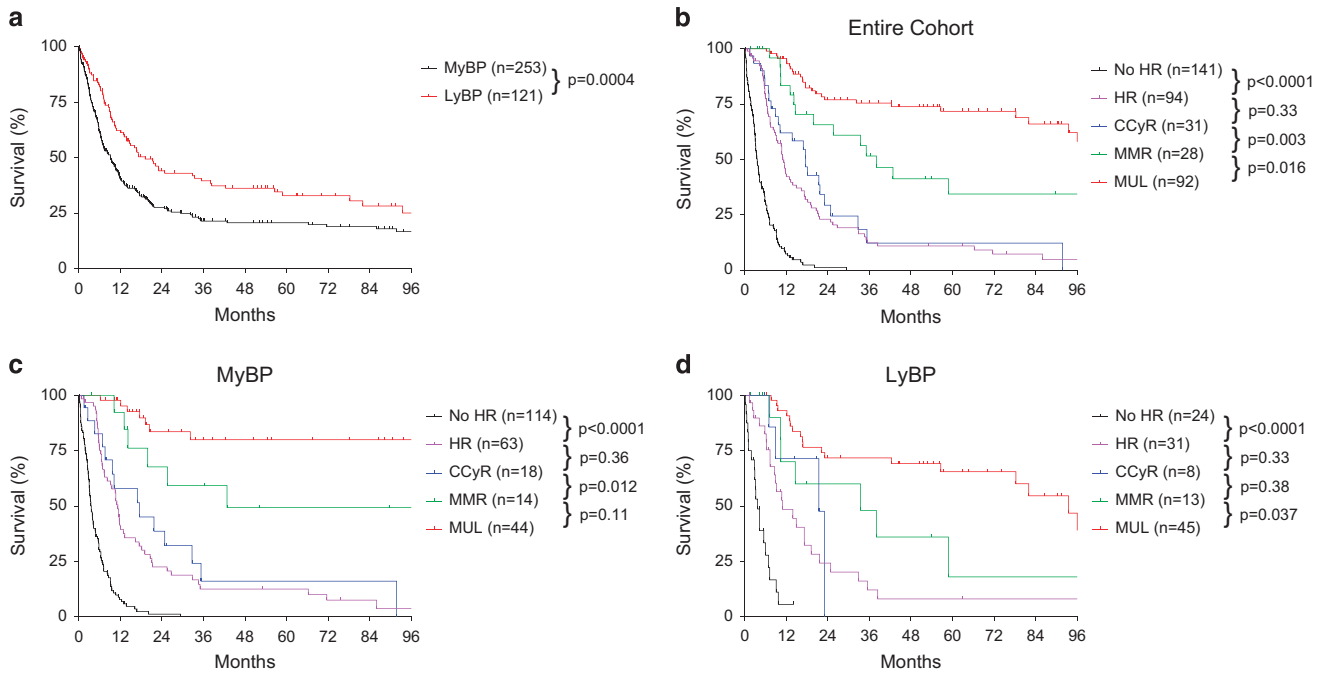 a
100
75
50
25
0
Survival (%)
0 12 24 36 48 60 72 84 96
Months
MyBP (n=253)
LyBP (n=121)
} p=0.0004
b
Entire Cohort
100
75
50
25
0
Survival (%)
0 12 24 36 48 60 72 84 96
Months
No HR (n=141)
HR (n=94)
CCyR (n=31)
MMR (n=28)
MUL (n=92)
} p<0.0001
} p=0.33
} p=0.003
} p=0.016
c
MyBP
100
75
50
25
0
Survival (%)
0 12 24 36 48 60 72 84 96
Months
No HR (n=114)
HR (n=63)
CCyR (n=18)
MMR (n=14)
MUL (n=44)
} p<0.0001
} p=0.36
} p=0.012
} p=0.11
d
LyBP
100
75
50
25
0
Survival (%)
0 12 24 36 48 60 72 84 96
Months
No HR (n=24)
HR (n=31)
CCyR (n=8)
MMR (n=13)
MUL (n=45)
} p<0.0001
} p=0.33
} p=0.38
} p=0.037